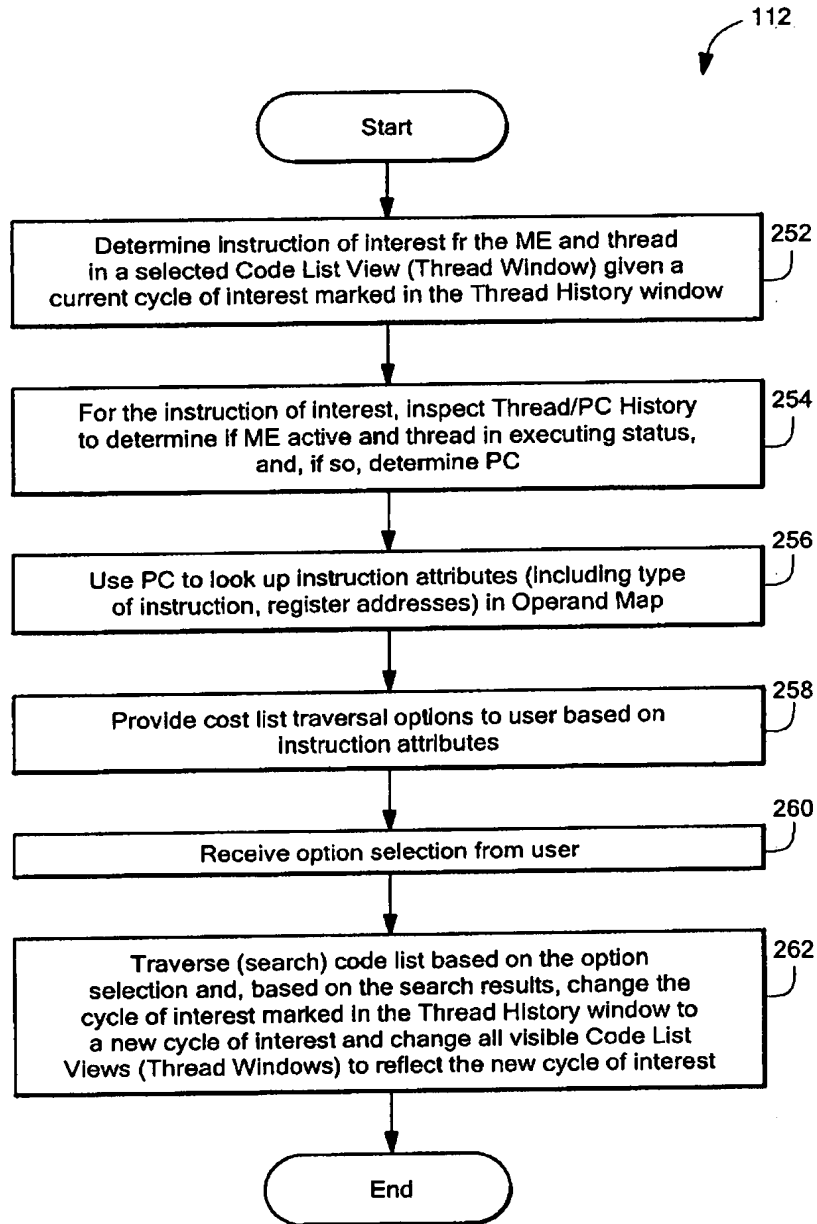 112
Start
Determine instruction of interest fr the ME and thread
in a selected Code List View (Thread Window) given a
current cycle of interest marked in the Thread History window
252
For the instruction of interest, inspect Thread/PC History
to determine if ME active and thread in executing status,
and, if so, determine PC
254
Use PC to look up instruction attributes (including type
of instruction, register addresses) in Operand Map
256
Provide cost list traversal options to user based on
instruction attributes
258
Receive option selection from user
260
Traverse (search) code list based on the option
selection and, based on the search results, change the
cycle of interest marked in the Thread History window to
a new cycle of interest and change all visible Code List
Views (Thread Windows) to reflect the new cycle of interest
262
End